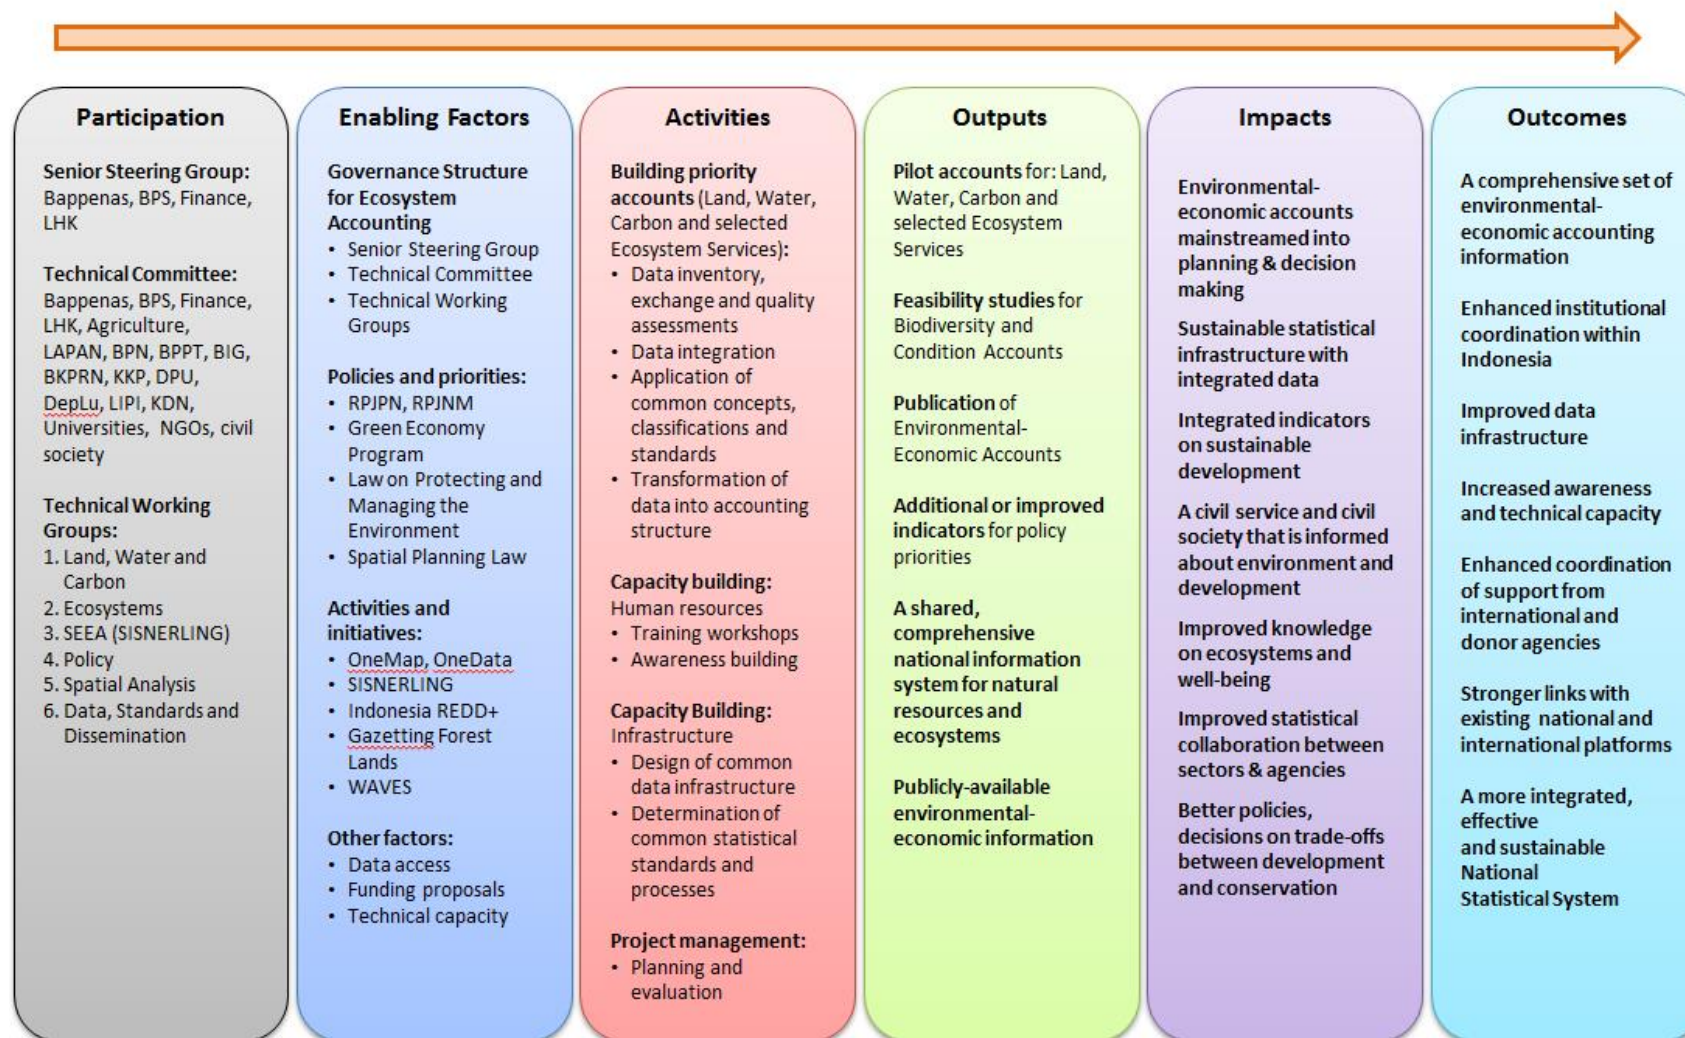 Participation
Senior Steering Group:
Bappenas, BPS, Finance,
LHK
Technical Committee:
Bappenas, BPS, Finance,
LHK, Agriculture,
LAPAN, BPN, BPPT, BIG,
BKPRN, KKP, DPU,
DepLu, LIPI, KDN,
Universities, NGOs, civil
society
Technical Working
Groups:
1. Land, Water and
Carbon
2. Ecosystems
3. SEEA (SISNERLING)
4. Policy
5. Spatial Analysis
6. Data, Standards and
Dissemination
Enabling Factors
Governance Structure
for Ecosystem
Accounting
• Senior Steering Group
• Technical Committee
• Technical Working
Groups
Policies and priorities:
• RPJPN, RPJNM
• Green Economy
Program
• Law on Protecting and
Managing the
Environment
• Spatial Planning Law
Activities and
initiatives:
• OneMap, OneData
• SISNERLING
• Indonesia REDD+
• Gazetting Forest
Lands
• WAVES
Other factors:
• Data access
• Funding proposals
• Technical capacity
Activities
Building priority
accounts (Land, Water,
Carbon and selected
Ecosystem Services):
• Data inventory,
exchange and quality
assessments
• Data integration
• Application of
common concepts,
classifications and
standards
• Transformation of
data into accounting
structure
Capacity building:
Human resources
• Training workshops
• Awareness building
Capacity Building:
Infrastructure
• Design of common
data infrastructure
• Determination of
common statistical
standards and
processes
Project management:
• Planning and
evaluation
Outputs
Pilot accounts for: Land,
Water, Carbon and
selected Ecosystem
Services
Feasibility studies for
Biodiversity and
Condition Accounts
Publication of
Environmental-
Economic Accounts
Additional or improved
indicators for policy
priorities
A shared,
comprehensive
national information
system for natural
resources and
ecosystems
Publicly-available
environmental-
economic information
Impacts
Environmental-
economic accounts
mainstreamed into
planning & decision
making
Sustainable statistical
infrastructure with
integrated data
Integrated indicators
on sustainable
development
A civil service and civil
society that is informed
about environment and
development
Improved knowledge
on ecosystems and
well-being
Improved statistical
collaboration between
sectors & agencies
Better policies,
decisions on trade-offs
between development
and conservation
Outcomes
A comprehensive set of
environmental-
economic accounting
information
Enhanced institutional
coordination within
Indonesia
Improved data
infrastructure
Increased awareness
and technical capacity
Enhanced coordination
of support from
international and
donor agencies
Stronger links with
existing national and
international platforms
A more integrated,
effective
and sustainable
National
Statistical System